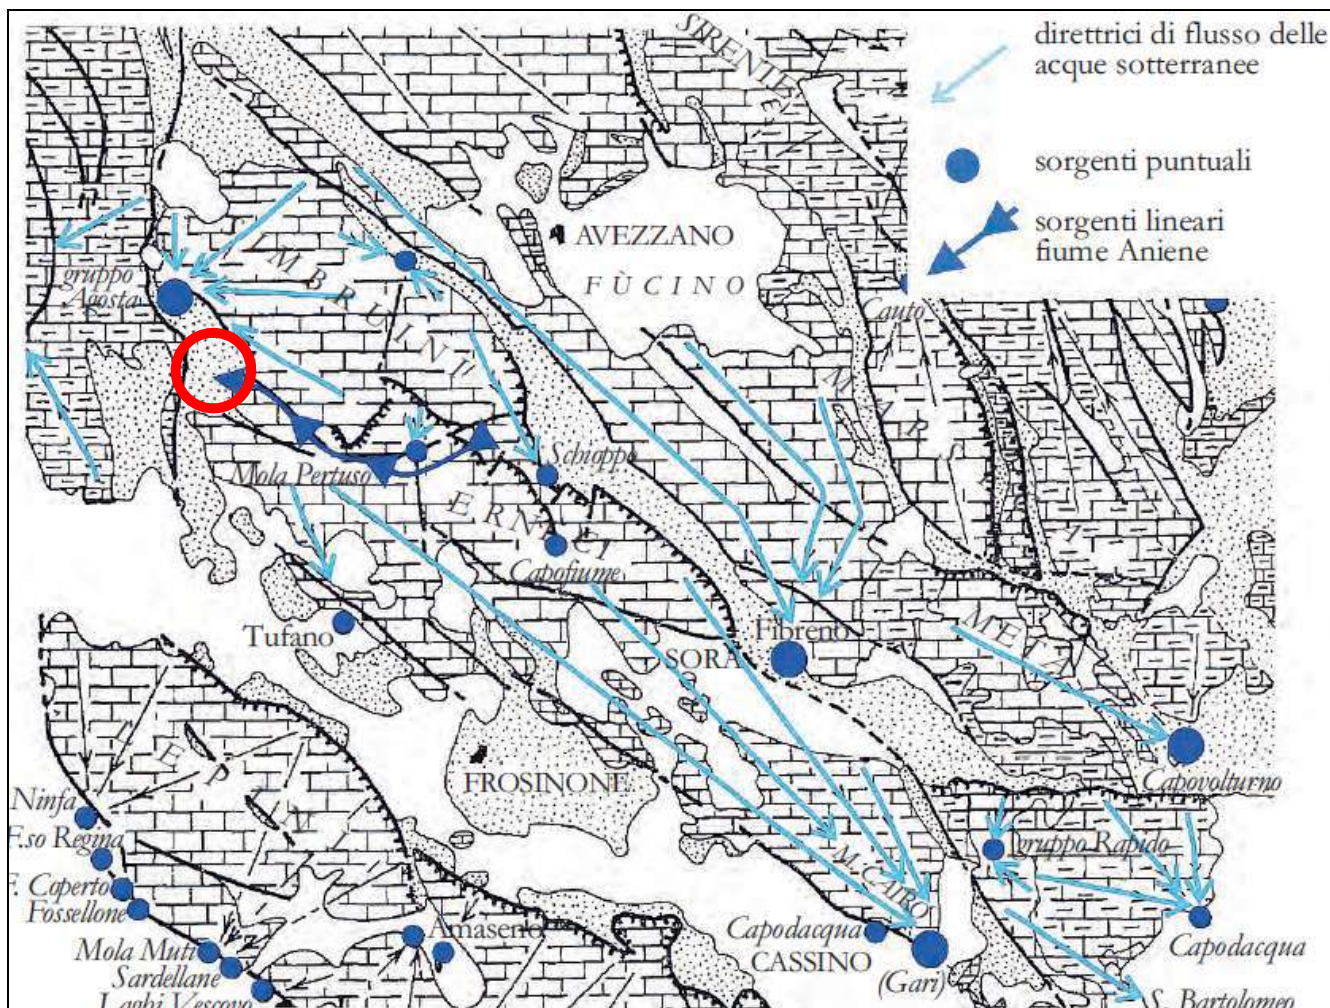 direttrici di flusso delle
acque sotterranee
sorgenti puntuali
sorgenti lineari
fiume Aniene
SIRENTE
AVEZZANO
FÙCINO
gruppo
Agosta
SIMBRUINI
Cauto
MARSI
Schioppo
Mola Pertuso
ERNICI
Capofiume
Tufano
Fibreno
SORA
META
FROSINONE
Capovolturno
LEPINI
Ninfa
F.so Regina
F. Coperto
Fossellone
gruppo Rapido
M. CAIRO
Mola Muti
Sardellane
Laghi Vescovo
Amaseno
Capodacqua
CASSINO
(Gari)
Capodacqua
S. Bartolomeo